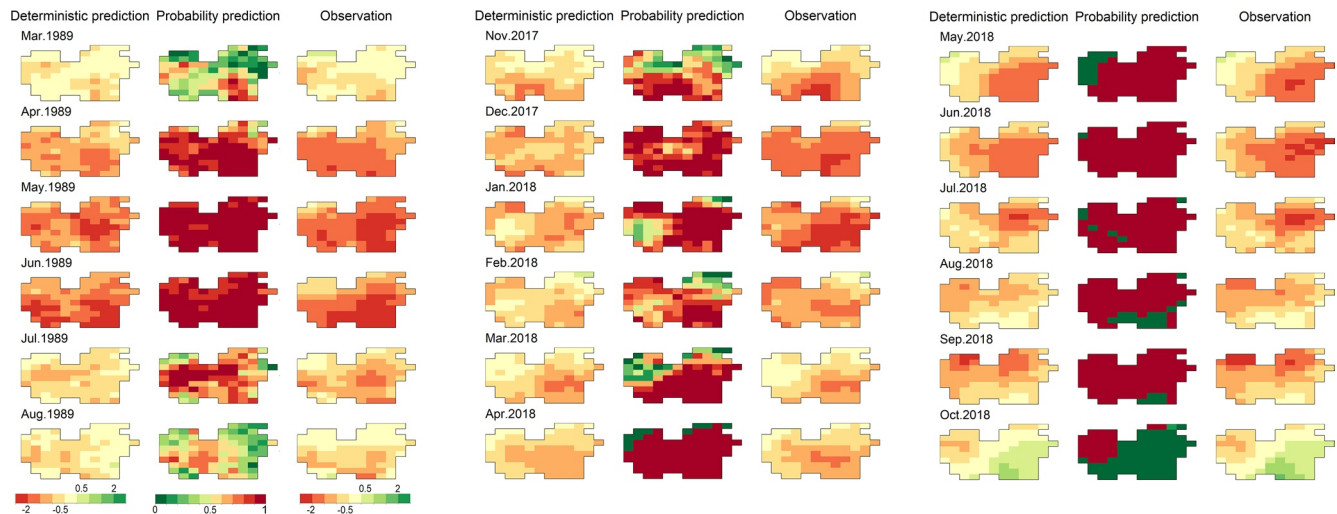 Deterministic prediction Probability prediction Observation
Mar.1989
Apr.1989
May.1989
Jun.1989
Jul.1989
Aug.1989
0.5 2
-2 -0.5
0 0.5 1
0.5 2
-2 -0.5
Deterministic prediction Probability prediction Observation
Nov.2017
Dec.2017
Jan.2018
Feb.2018
Mar.2018
Apr.2018
Deterministic prediction Probability prediction Observation
May.2018
Jun.2018
Jul.2018
Aug.2018
Sep.2018
Oct.2018